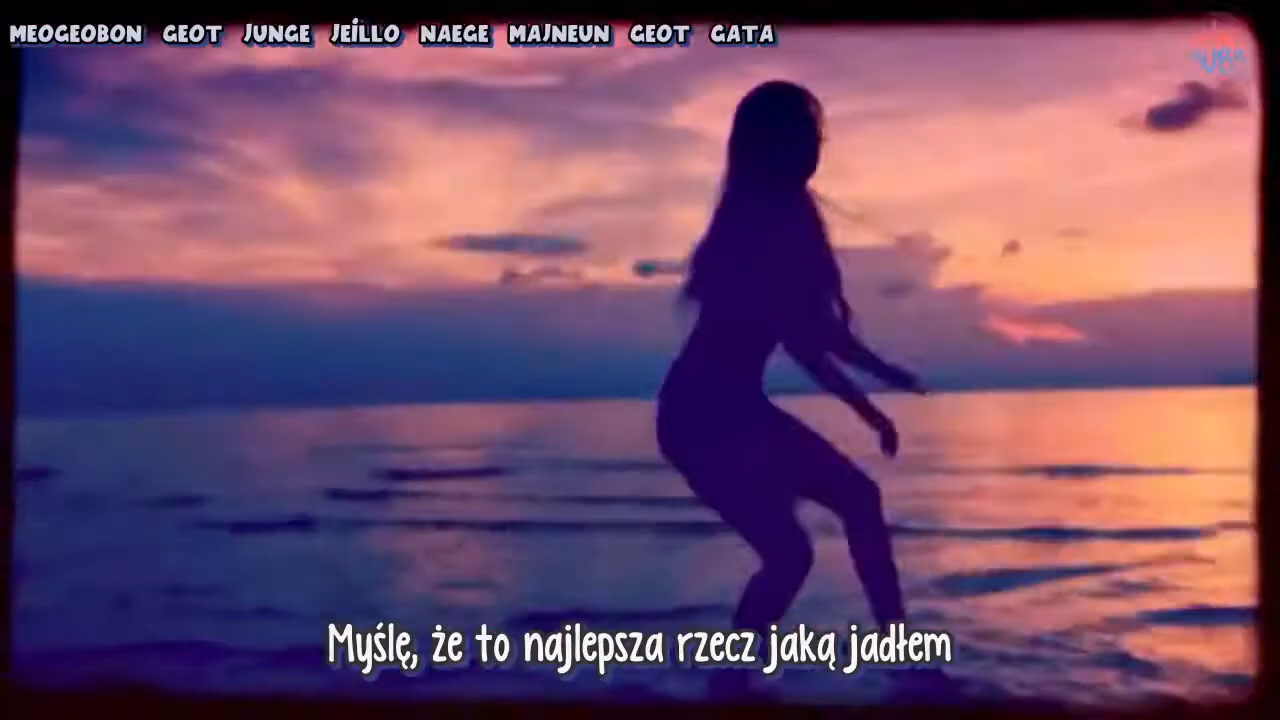 MEOGEOBON GEOT JUNGE JEILLO NAEGE MAJNEUN GEOT GATA
Myślę, że to najlepsza rzecz jaką jadłem